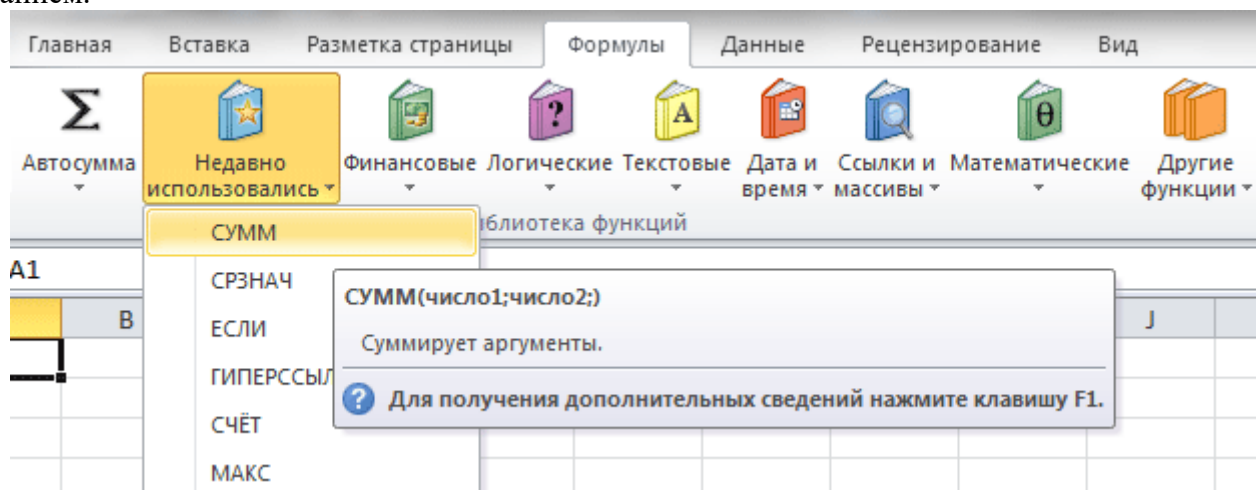 анием.
Главная Вставка Разметка страницы Формулы Данные Рецензирование Вид
Σ ? A θ
Автосумма Недавно использовались Финансовые Логические Текстовые Дата и время Ссылки и массивы Математические Другие функции
блиотека функций
СУММ
A1
СРЗНАЧ
СУММ(число1;число2;)
B J
ЕСЛИ
Суммирует аргументы.
ГИПЕРССЫЛ
? Для получения дополнительных сведений нажмите клавишу F1.
СЧЁТ
МАКС